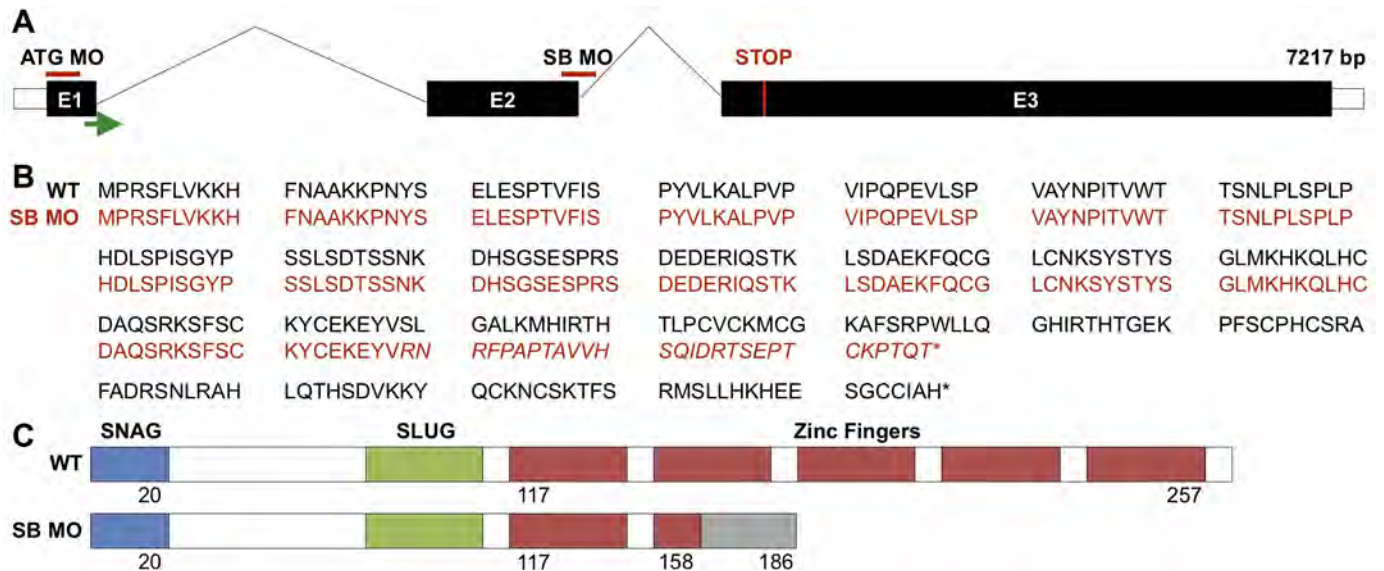 A
ATG MO SB MO STOP 7217 bp
E1 E2 E3
B WT MPRSFLVKKH FNAAKKPNYS ELESPTVFIS PYVLKALPVP VIPQPEVLSP VAYNPITVWT TSNLPLSPLP
SB MO MPRSFLVKKH FNAAKKPNYS ELESPTVFIS PYVLKALPVP VIPQPEVLSP VAYNPITVWT TSNLPLSPLP
HDLSPISGYP SSLSDTSSNK DHSGSESPRS DEDERIQSTK LSDAEKFQCG LCNKSYSTYS GLMKHKQLHC
HDLSPISGYP SSLSDTSSNK DHSGSESPRS DEDERIQSTK LSDAEKFQCG LCNKSYSTYS GLMKHKQLHC
DAQSRKSFSC KYCEKEYVSL GALKMHIRTH TLPCVCKMCG KAFSRPWLLQ GHIRTHTGEK PFSCPHCSRA
DAQSRKSFSC KYCEKEYVRN RFPAPTAVVH SQIDRTSEPT CKPTQT*
FADRSNLRAH LQTHSDVKKY QCKNCSKTFS RMSLLHKHEE SGCCIAH*
C SNAG SLUG Zinc Fingers
WT
20 117 257
SB MO
20 117 158 186